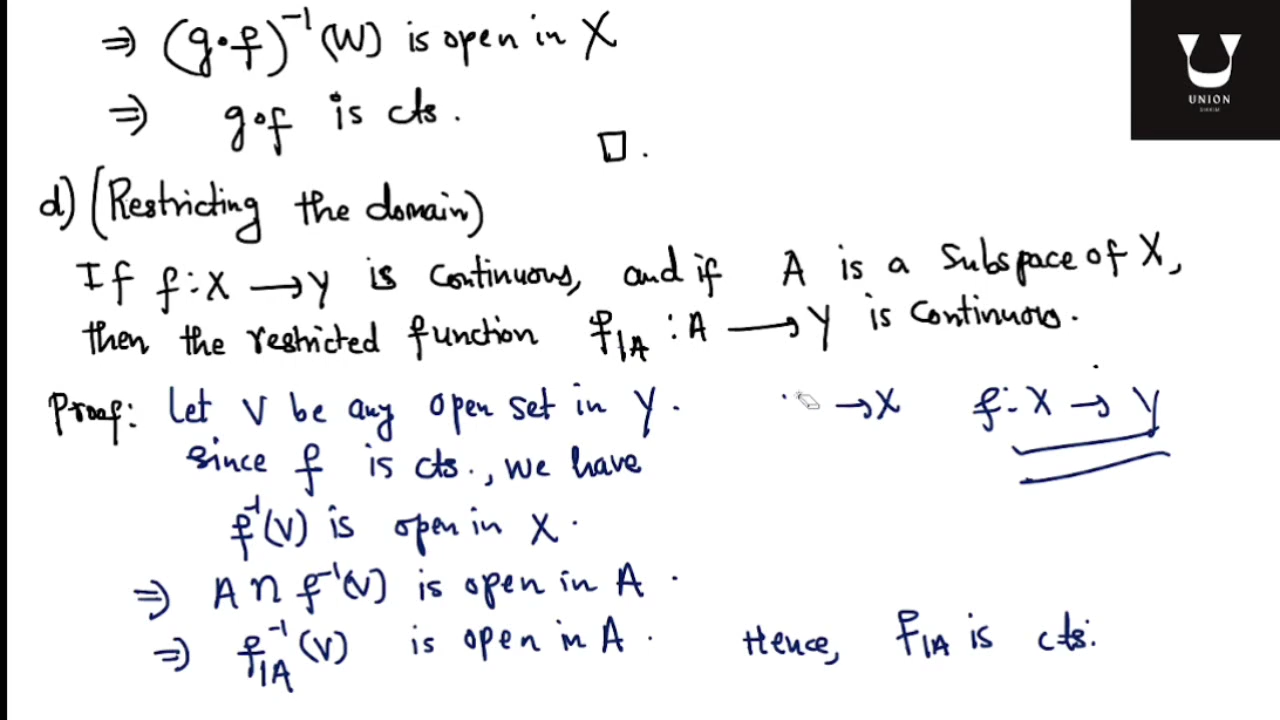 ⇒ (g∘f)⁻¹(W) is open in X
UNION
⇒ g∘f is cts.
□.
d) (Restricting the domain)
If f: X → Y is continuous, and if A is a subspace of X,
then the restricted function f|A : A → Y is continuous.
Proof: Let V be any open set in Y. → X f: X → Y
since f is cts., we have
f⁻¹(V) is open in X.
⇒ A ∩ f⁻¹(V) is open in A.
⇒ f|A⁻¹(V) is open in A. Hence, f|A is cts.